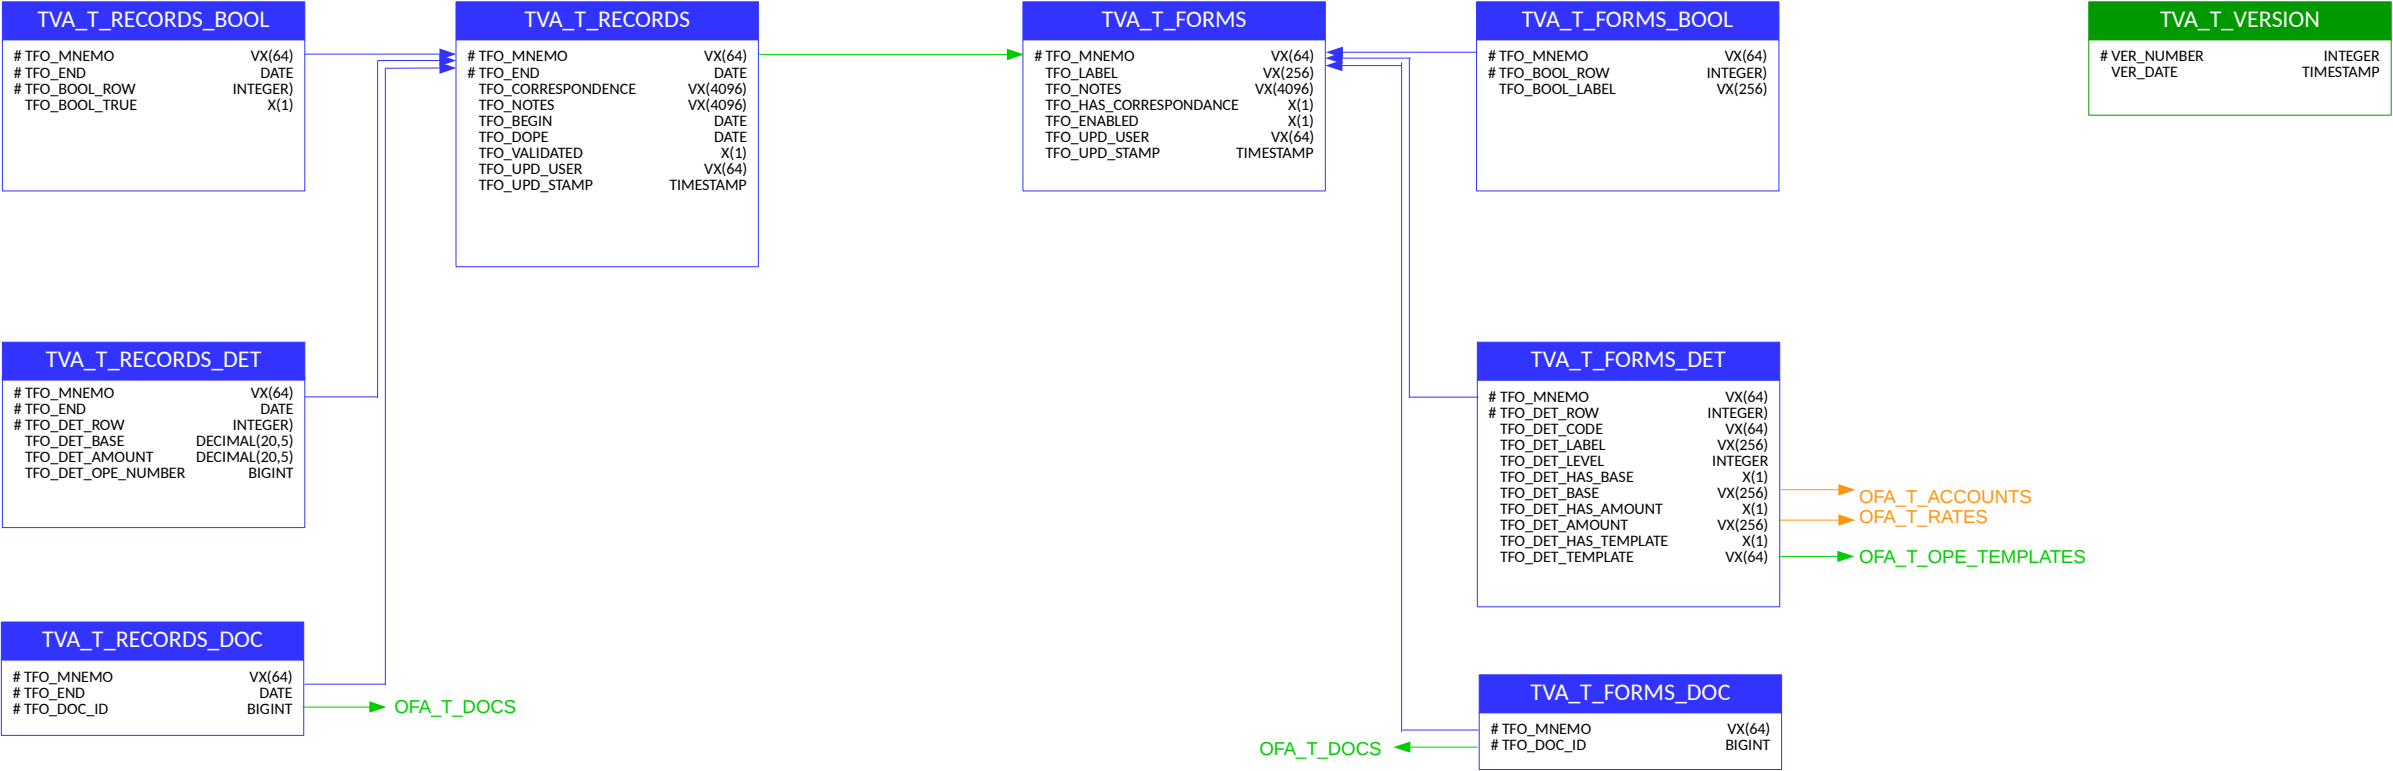 TVA_T_RECORDS_BOOL
# TFO_MNEMO VX(64)
# TFO_END DATE
# TFO_BOOL_ROW INTEGER)
TFO_BOOL_TRUE X(1)
TVA_T_RECORDS
# TFO_MNEMO VX(64)
# TFO_END DATE
TFO_CORRESPONDENCE VX(4096)
TFO_NOTES VX(4096)
TFO_BEGIN DATE
TFO_DOPE DATE
TFO_VALIDATED X(1)
TFO_UPD_USER VX(64)
TFO_UPD_STAMP TIMESTAMP
TVA_T_FORMS
# TFO_MNEMO VX(64)
TFO_LABEL VX(256)
TFO_NOTES VX(4096)
TFO_HAS_CORRESPONDANCE X(1)
TFO_ENABLED X(1)
TFO_UPD_USER VX(64)
TFO_UPD_STAMP TIMESTAMP
TVA_T_FORMS_BOOL
# TFO_MNEMO VX(64)
# TFO_BOOL_ROW INTEGER)
TFO_BOOL_LABEL VX(256)
TVA_T_VERSION
# VER_NUMBER INTEGER
VER_DATE TIMESTAMP
TVA_T_RECORDS_DET
# TFO_MNEMO VX(64)
# TFO_END DATE
# TFO_DET_ROW INTEGER)
TFO_DET_BASE DECIMAL(20,5)
TFO_DET_AMOUNT DECIMAL(20,5)
TFO_DET_OPE_NUMBER BIGINT
TVA_T_FORMS_DET
# TFO_MNEMO VX(64)
# TFO_DET_ROW INTEGER)
TFO_DET_CODE VX(64)
TFO_DET_LABEL VX(256)
TFO_DET_LEVEL INTEGER
TFO_DET_HAS_BASE X(1)
TFO_DET_BASE VX(256)
TFO_DET_HAS_AMOUNT X(1)
TFO_DET_AMOUNT VX(256)
TFO_DET_HAS_TEMPLATE X(1)
TFO_DET_TEMPLATE VX(64)
OFA_T_ACCOUNTS
OFA_T_RATES
OFA_T_OPE_TEMPLATES
TVA_T_RECORDS_DOC
# TFO_MNEMO VX(64)
# TFO_END DATE
# TFO_DOC_ID BIGINT
OFA_T_DOCS
TVA_T_FORMS_DOC
# TFO_MNEMO VX(64)
# TFO_DOC_ID BIGINT
OFA_T_DOCS